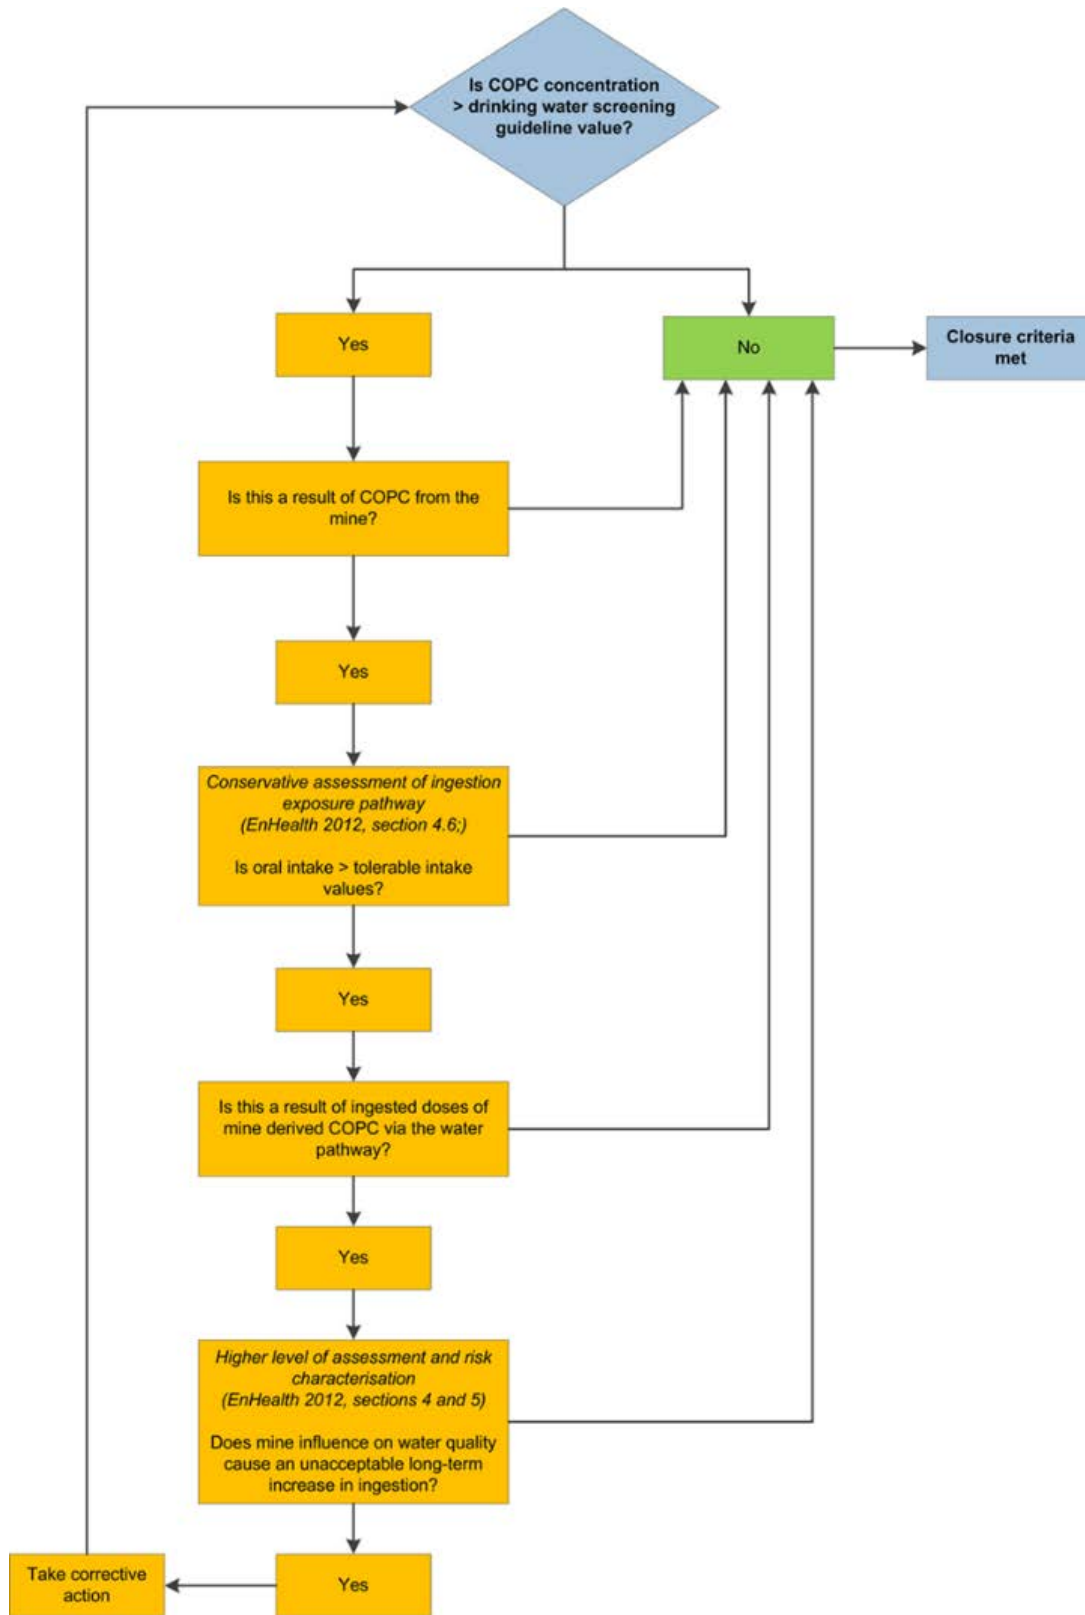 Is COPC concentration
> drinking water screening
guideline value?
Yes
No
Closure criteria
met
Is this a result of COPC from the
mine?
Yes
Conservative assessment of ingestion
exposure pathway
(EnHealth 2012, section 4.6;)
Is oral intake > tolerable intake
values?
Yes
Is this a result of ingested doses of
mine derived COPC via the water
pathway?
Yes
Higher level of assessment and risk
characterisation
(EnHealth 2012, sections 4 and 5)
Does mine influence on water quality
cause an unacceptable long-term
increase in ingestion?
Take corrective
action
Yes